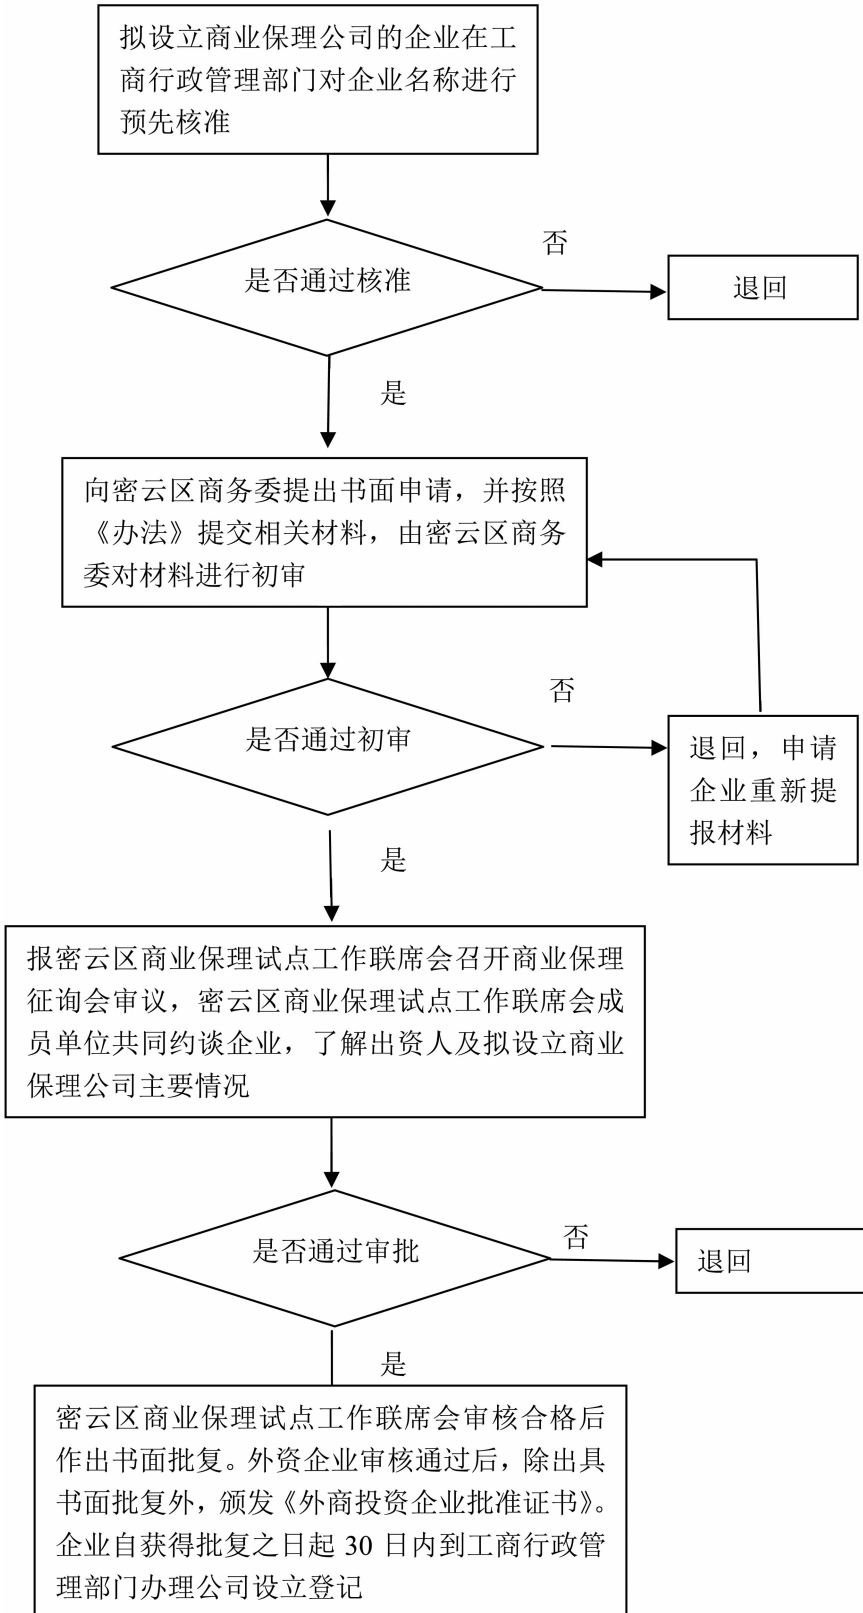 拟设立商业保理公司的企业在工
商行政管理部门对企业名称进行
预先核准
否
是否通过核准
退回
是
向密云区商务委提出书面申请，并按照
《办法》提交相关材料，由密云区商务
委对材料进行初审
否
是否通过初审
退回，申请
企业重新提
报材料
是
报密云区商业保理试点工作联席会召开商业保理
征询会审议，密云区商业保理试点工作联席会成
员单位共同约谈企业，了解出资人及拟设立商业
保理公司主要情况
否
是否通过审批
退回
是
密云区商业保理试点工作联席会审核合格后
作出书面批复。外资企业审核通过后，除出具
书面批复外，颁发《外商投资企业批准证书》。
企业自获得批复之日起 30 日内到工商行政管
理部门办理公司设立登记